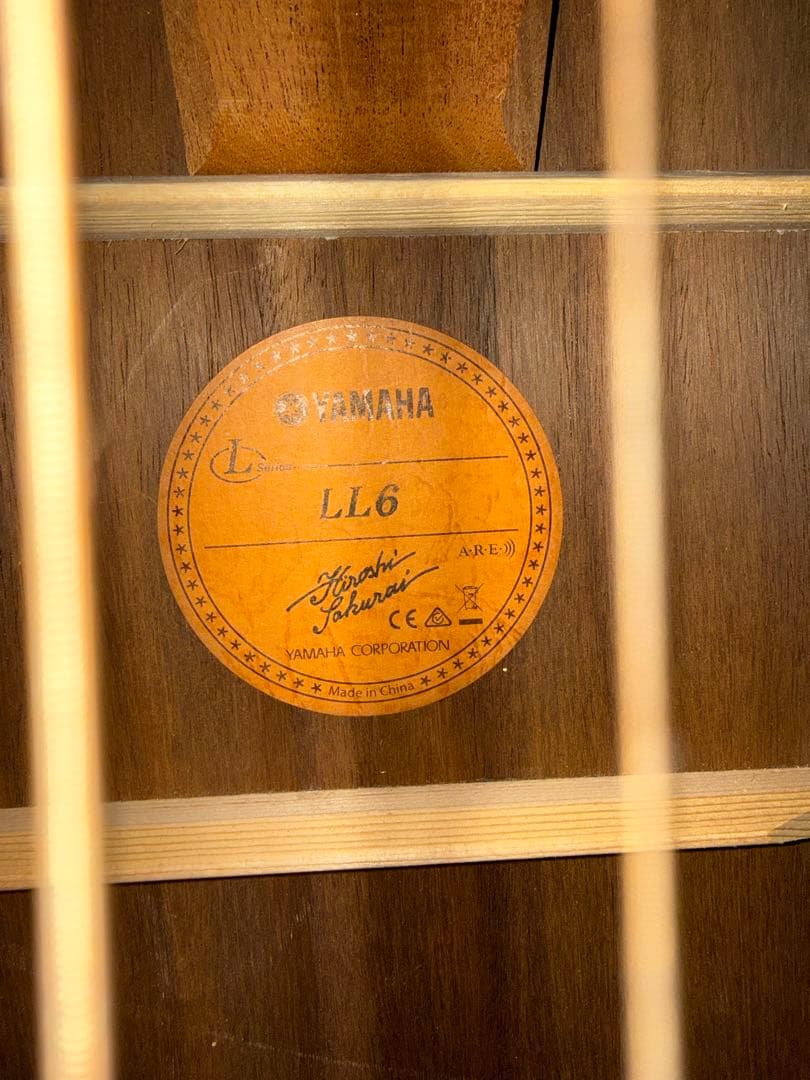 YAMAHA
L Series
LL6
A·R·E·)))
Hiroshi
Sakurai
CE
YAMAHA CORPORATION
Made in China